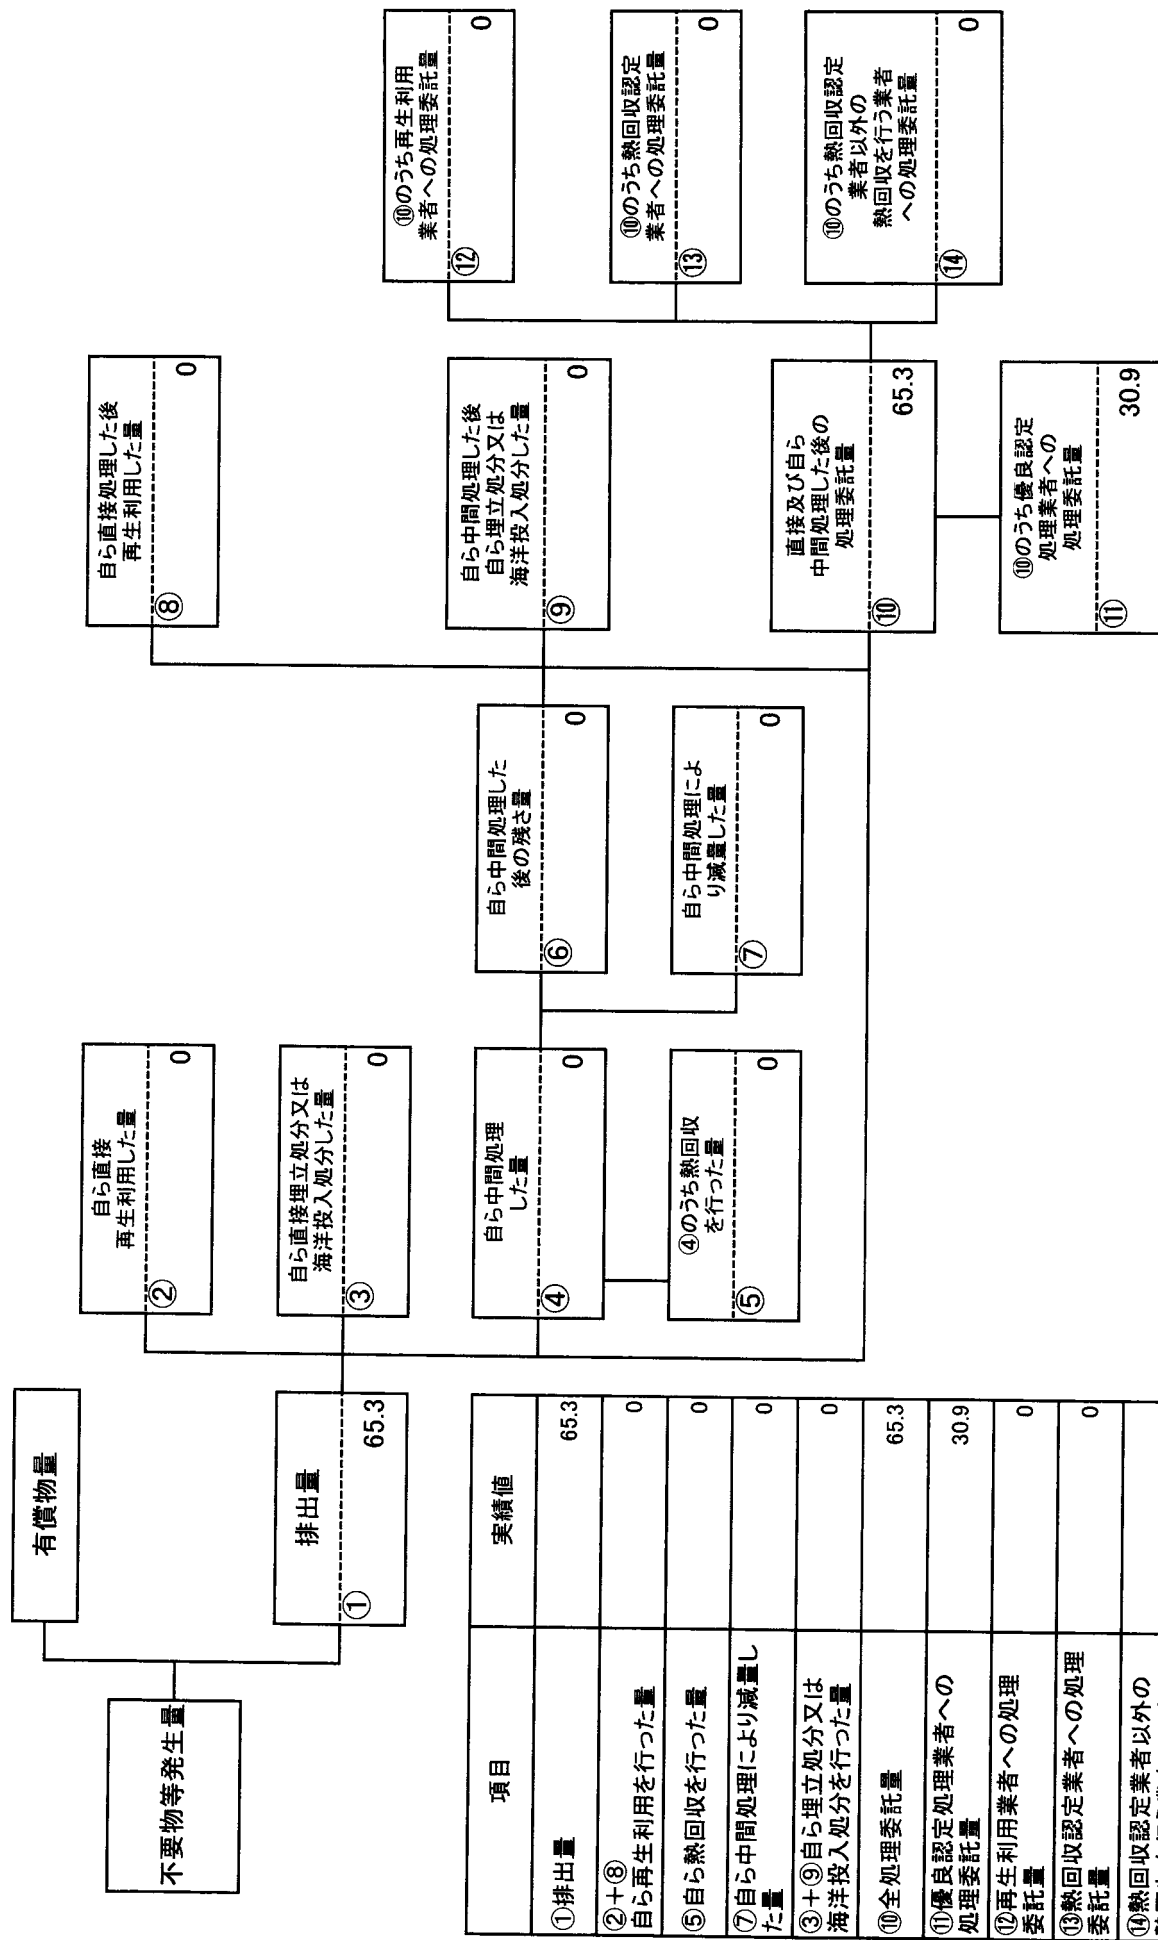 不要物等発生量
有償物量
排出量
①
65.3
自ら直接
再生利用した量
②
0
自ら直接埋立処分又は
海洋投入処分した量
③
0
自ら中間処理
した量
④
0
④のうち熱回収
を行った量
⑤
0
自ら中間処理した
後の残さ量
⑥
0
自ら中間処理によ
り減量した量
⑦
0
自ら直接処理した後
再生利用した量
⑧
0
自ら中間処理した後
自ら埋立処分又は
海洋投入処分した量
⑨
0
直接及び自ら
中間処理した後の
処理委託量
⑩
65.3
⑩のうち優良認定
処理業者への
処理委託量
⑪
30.9
⑩のうち再生利用
業者への処理委託量
⑫
0
⑩のうち熱回収認定
業者への処理委託量
⑬
0
⑩のうち熱回収認定
業者以外の
熱回収を行う業者
への処理委託量
⑭
0
項目 実績値
①排出量 65.3
②+⑧
自ら再生利用を行った量 0
⑤自ら熱回収を行った量 0
⑦自ら中間処理により減量し
た量 0
③+⑨自ら埋立処分又は
海洋投入処分を行った量 0
⑩全処理委託量 65.3
⑪優良認定処理業者への
処理委託量 30.9
⑫再生利用業者への処理
委託量 0
⑬熱回収認定業者への処理
委託量 0
⑭熱回収認定業者以外の